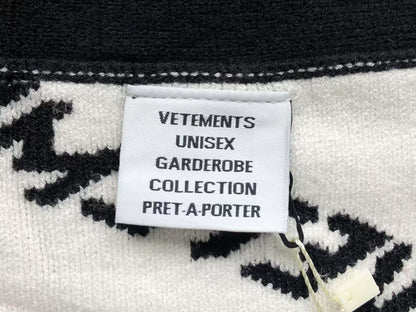 VETEMENTS
UNISEX
GARDEROBE
COLLECTION
PRET-A-PORTER